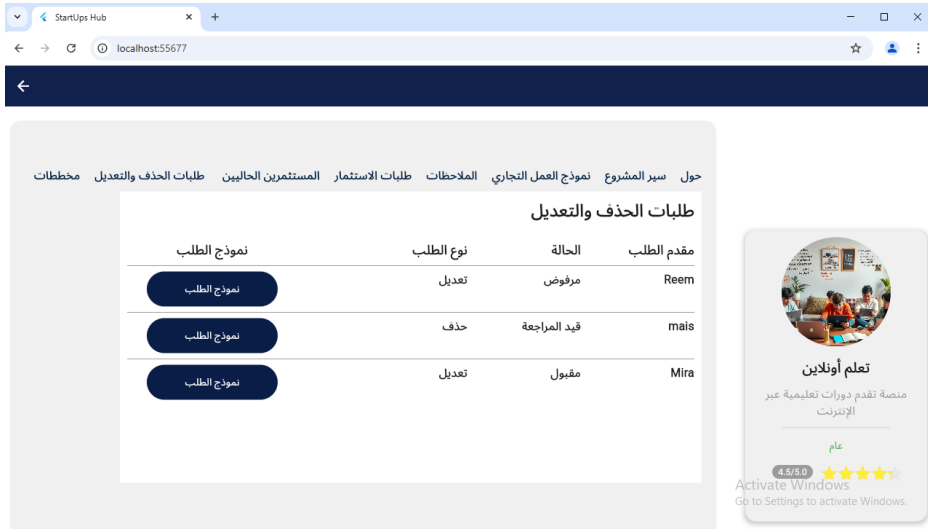 StartUps Hub
localhost:55677
حول سير المشروع نموذج العمل التجاري الملاحظات طلبات الاستثمار المستثمرين الحاليين طلبات الحذف والتعديل مخططات
طلبات الحذف والتعديل
مقدم الطلب الحالة نوع الطلب نموذج الطلب
Reem مرفوض تعديل نموذج الطلب
mais قيد المراجعة حذف نموذج الطلب
Mira مقبول تعديل نموذج الطلب
تعلم أونلاين
منصة تقدم دورات تعليمية عبر
الإنترنت
عام
4.5/5.0
Activate Windows
Go to Settings to activate Windows.